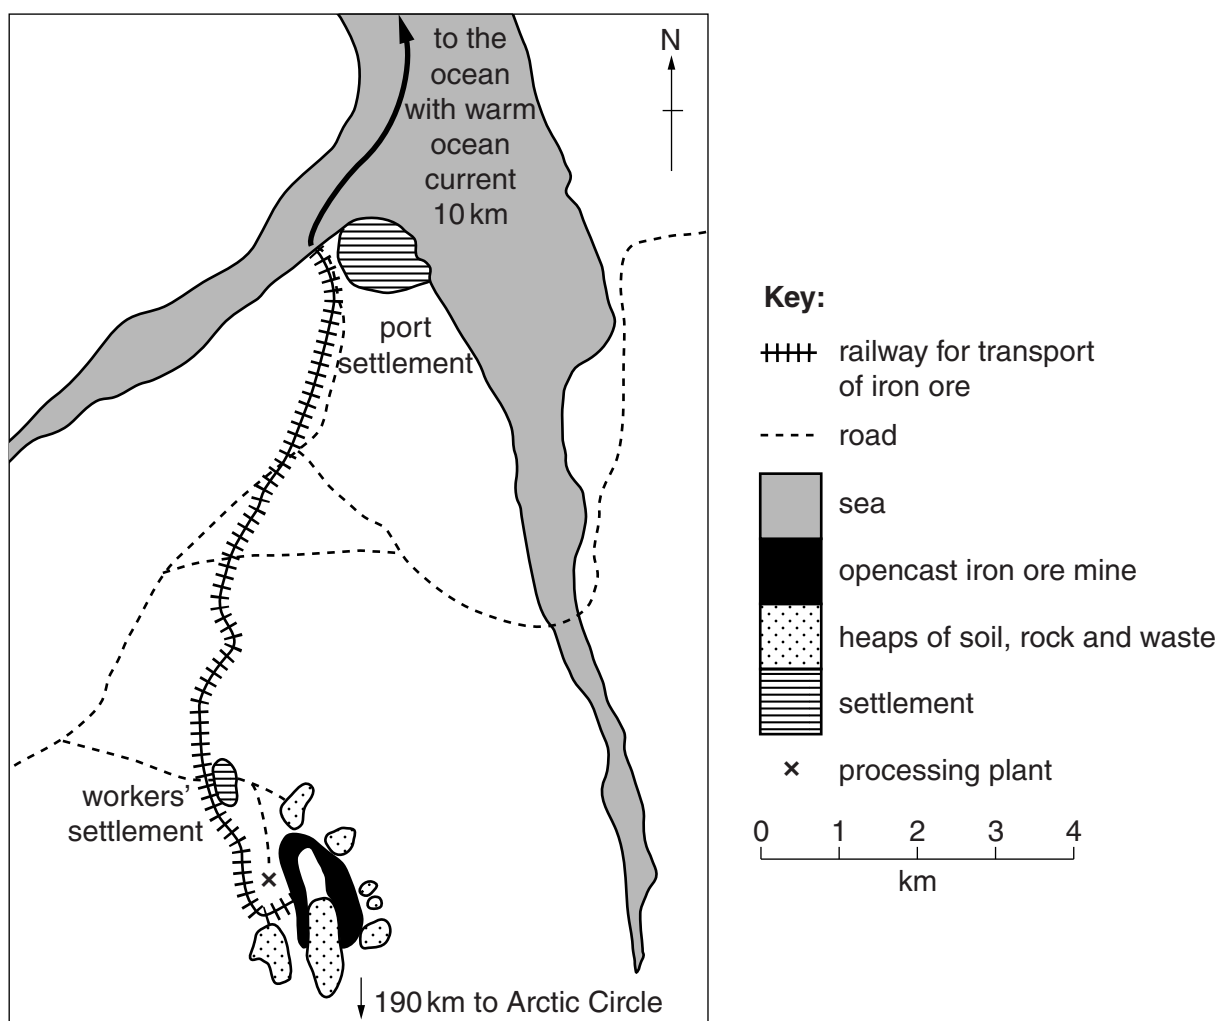 to the
ocean
with warm
ocean
current
10 km
N
port
settlement
workers'
settlement
190 km to Arctic Circle
Key:
railway for transport
of iron ore
road
sea
opencast iron ore mine
heaps of soil, rock and waste
settlement
processing plant
0 1 2 3 4
km